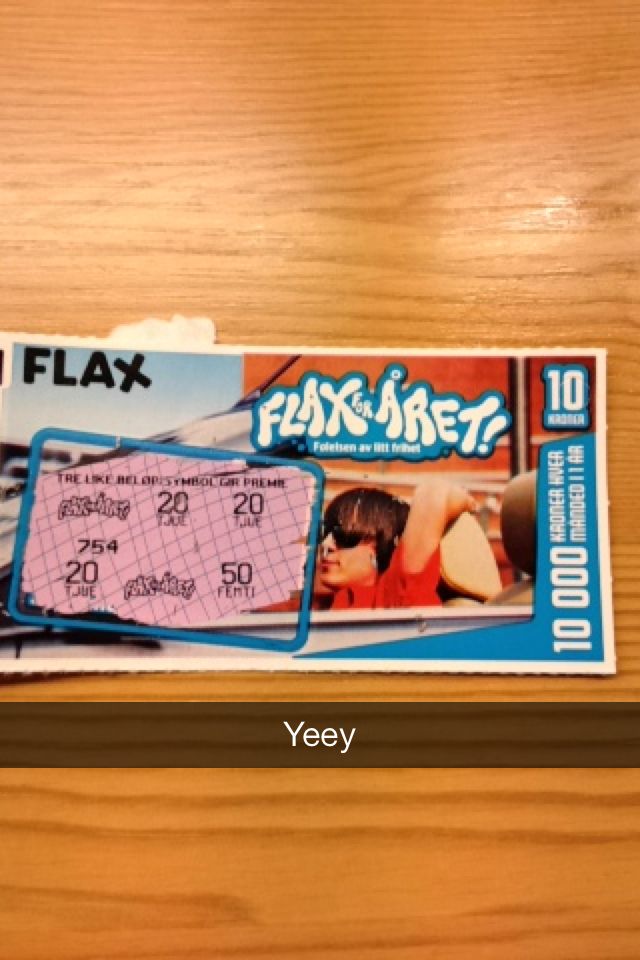 FLAX
FLAX FOR ÅRET!
Følelsen av litt frihet
10
KRONER
10 000 KRONER HVER
MÅNED I 1 ÅR
TRE LIKE BELØP/SYMBOL GIR PREMIE
FLAX FOR ÅRET
20
TJUE
20
TJUE
754
20
TJUE
FLAX FOR ÅRET
50
FEMTI
Yeey